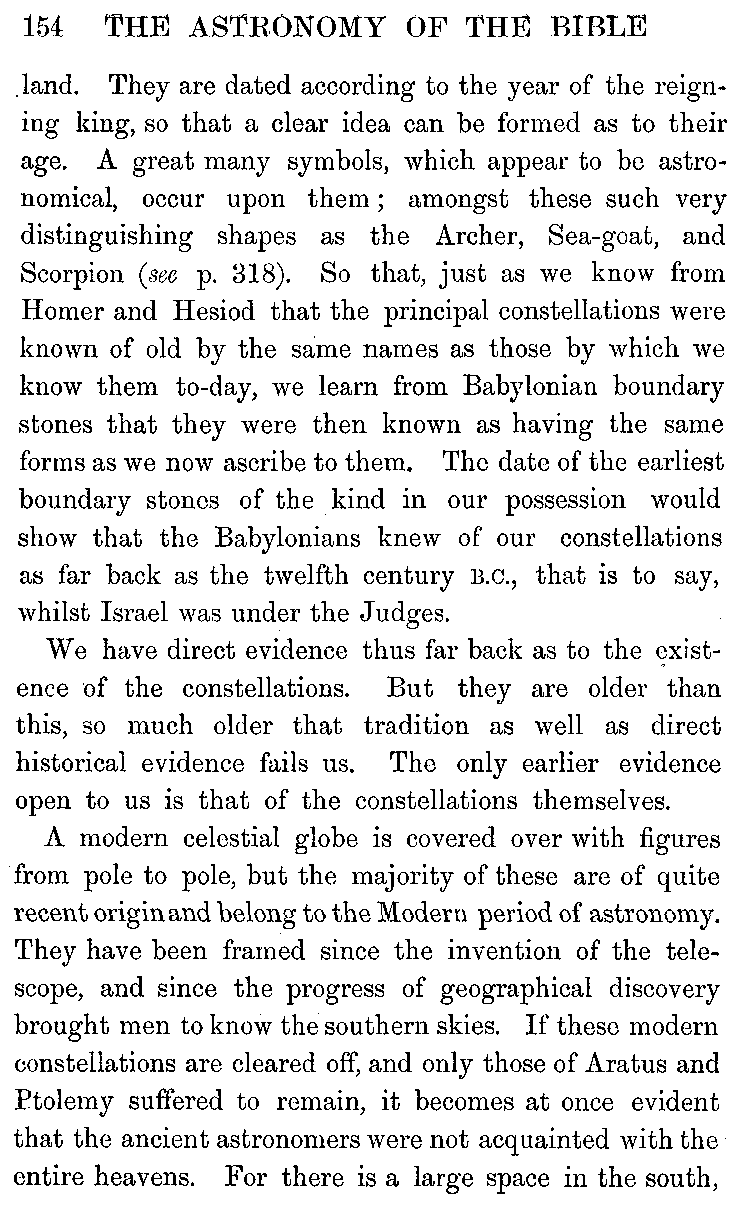 154 THE ASTRONOMY OF THE BIBLE
land. They are dated according to the year of the reign-
ing king, so that a clear idea can be formed as to their
age. A great many symbols, which appear to be astro-
nomical, occur upon them; amongst these such very
distinguishing shapes as the Archer, Sea-goat, and
Scorpion (see p. 318). So that, just as we know from
Homer and Hesiod that the principal constellations were
known of old by the same names as those by which we
know them to-day, we learn from Babylonian boundary
stones that they were then known as having the same
forms as we now ascribe to them. The date of the earliest
boundary stones of the kind in our possession would
show that the Babylonians knew of our constellations
as far back as the twelfth century B.C., that is to say,
whilst Israel was under the Judges.
We have direct evidence thus far back as to the exist-
ence of the constellations. But they are older than
this, so much older that tradition as well as direct
historical evidence fails us. The only earlier evidence
open to us is that of the constellations themselves.
A modern celestial globe is covered over with figures
from pole to pole, but the majority of these are of quite
recent origin and belong to the Modern period of astronomy.
They have been framed since the invention of the tele-
scope, and since the progress of geographical discovery
brought men to know the southern skies. If these modern
constellations are cleared off, and only those of Aratus and
Ptolemy suffered to remain, it becomes at once evident
that the ancient astronomers were not acquainted with the
entire heavens. For there is a large space in the south,